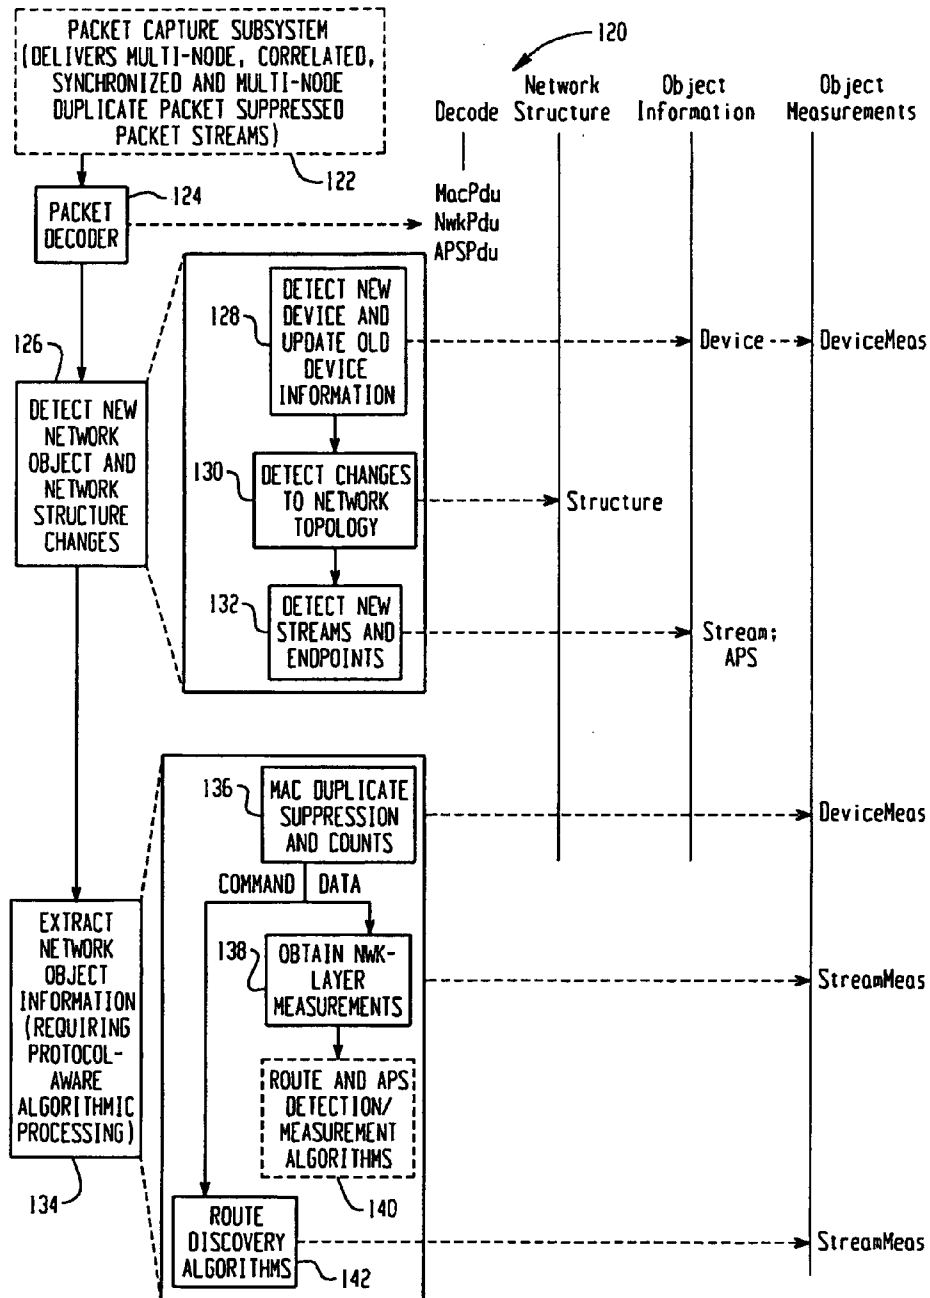 PACKET CAPTURE SUBSYSTEM
(DELIVERS MULTI-NODE, CORRELATED,
SYNCHRONIZED AND MULTI-NODE
DUPLICATE PACKET SUPPRESSED
PACKET STREAMS)
122
120
Decode
Network
Structure
Object
Information
Object
Measurements
124
PACKET
DECODER
MacPdu
NwkPdu
APSPdu
126
DETECT NEW
NETWORK
OBJECT AND
NETWORK
STRUCTURE
CHANGES
128
DETECT NEW
DEVICE AND
UPDATE OLD
DEVICE
INFORMATION
Device
DeviceMeas
130
DETECT CHANGES
TO NETWORK
TOPOLOGY
Structure
132
DETECT NEW
STREAMS AND
ENDPOINTS
Stream;
APS
136
MAC DUPLICATE
SUPPRESSION
AND COUNTS
DeviceMeas
COMMAND
DATA
EXTRACT
NETWORK
OBJECT
INFORMATION
(REQUIRING
PROTOCOL-
AWARE
ALGORITHMIC
PROCESSING)
134
138
OBTAIN NWK-
LAYER
MEASUREMENTS
StreamMeas
ROUTE AND APS
DETECTION/
MEASUREMENT
ALGORITHMS
140
ROUTE
DISCOVERY
ALGORITHMS
142
StreamMeas